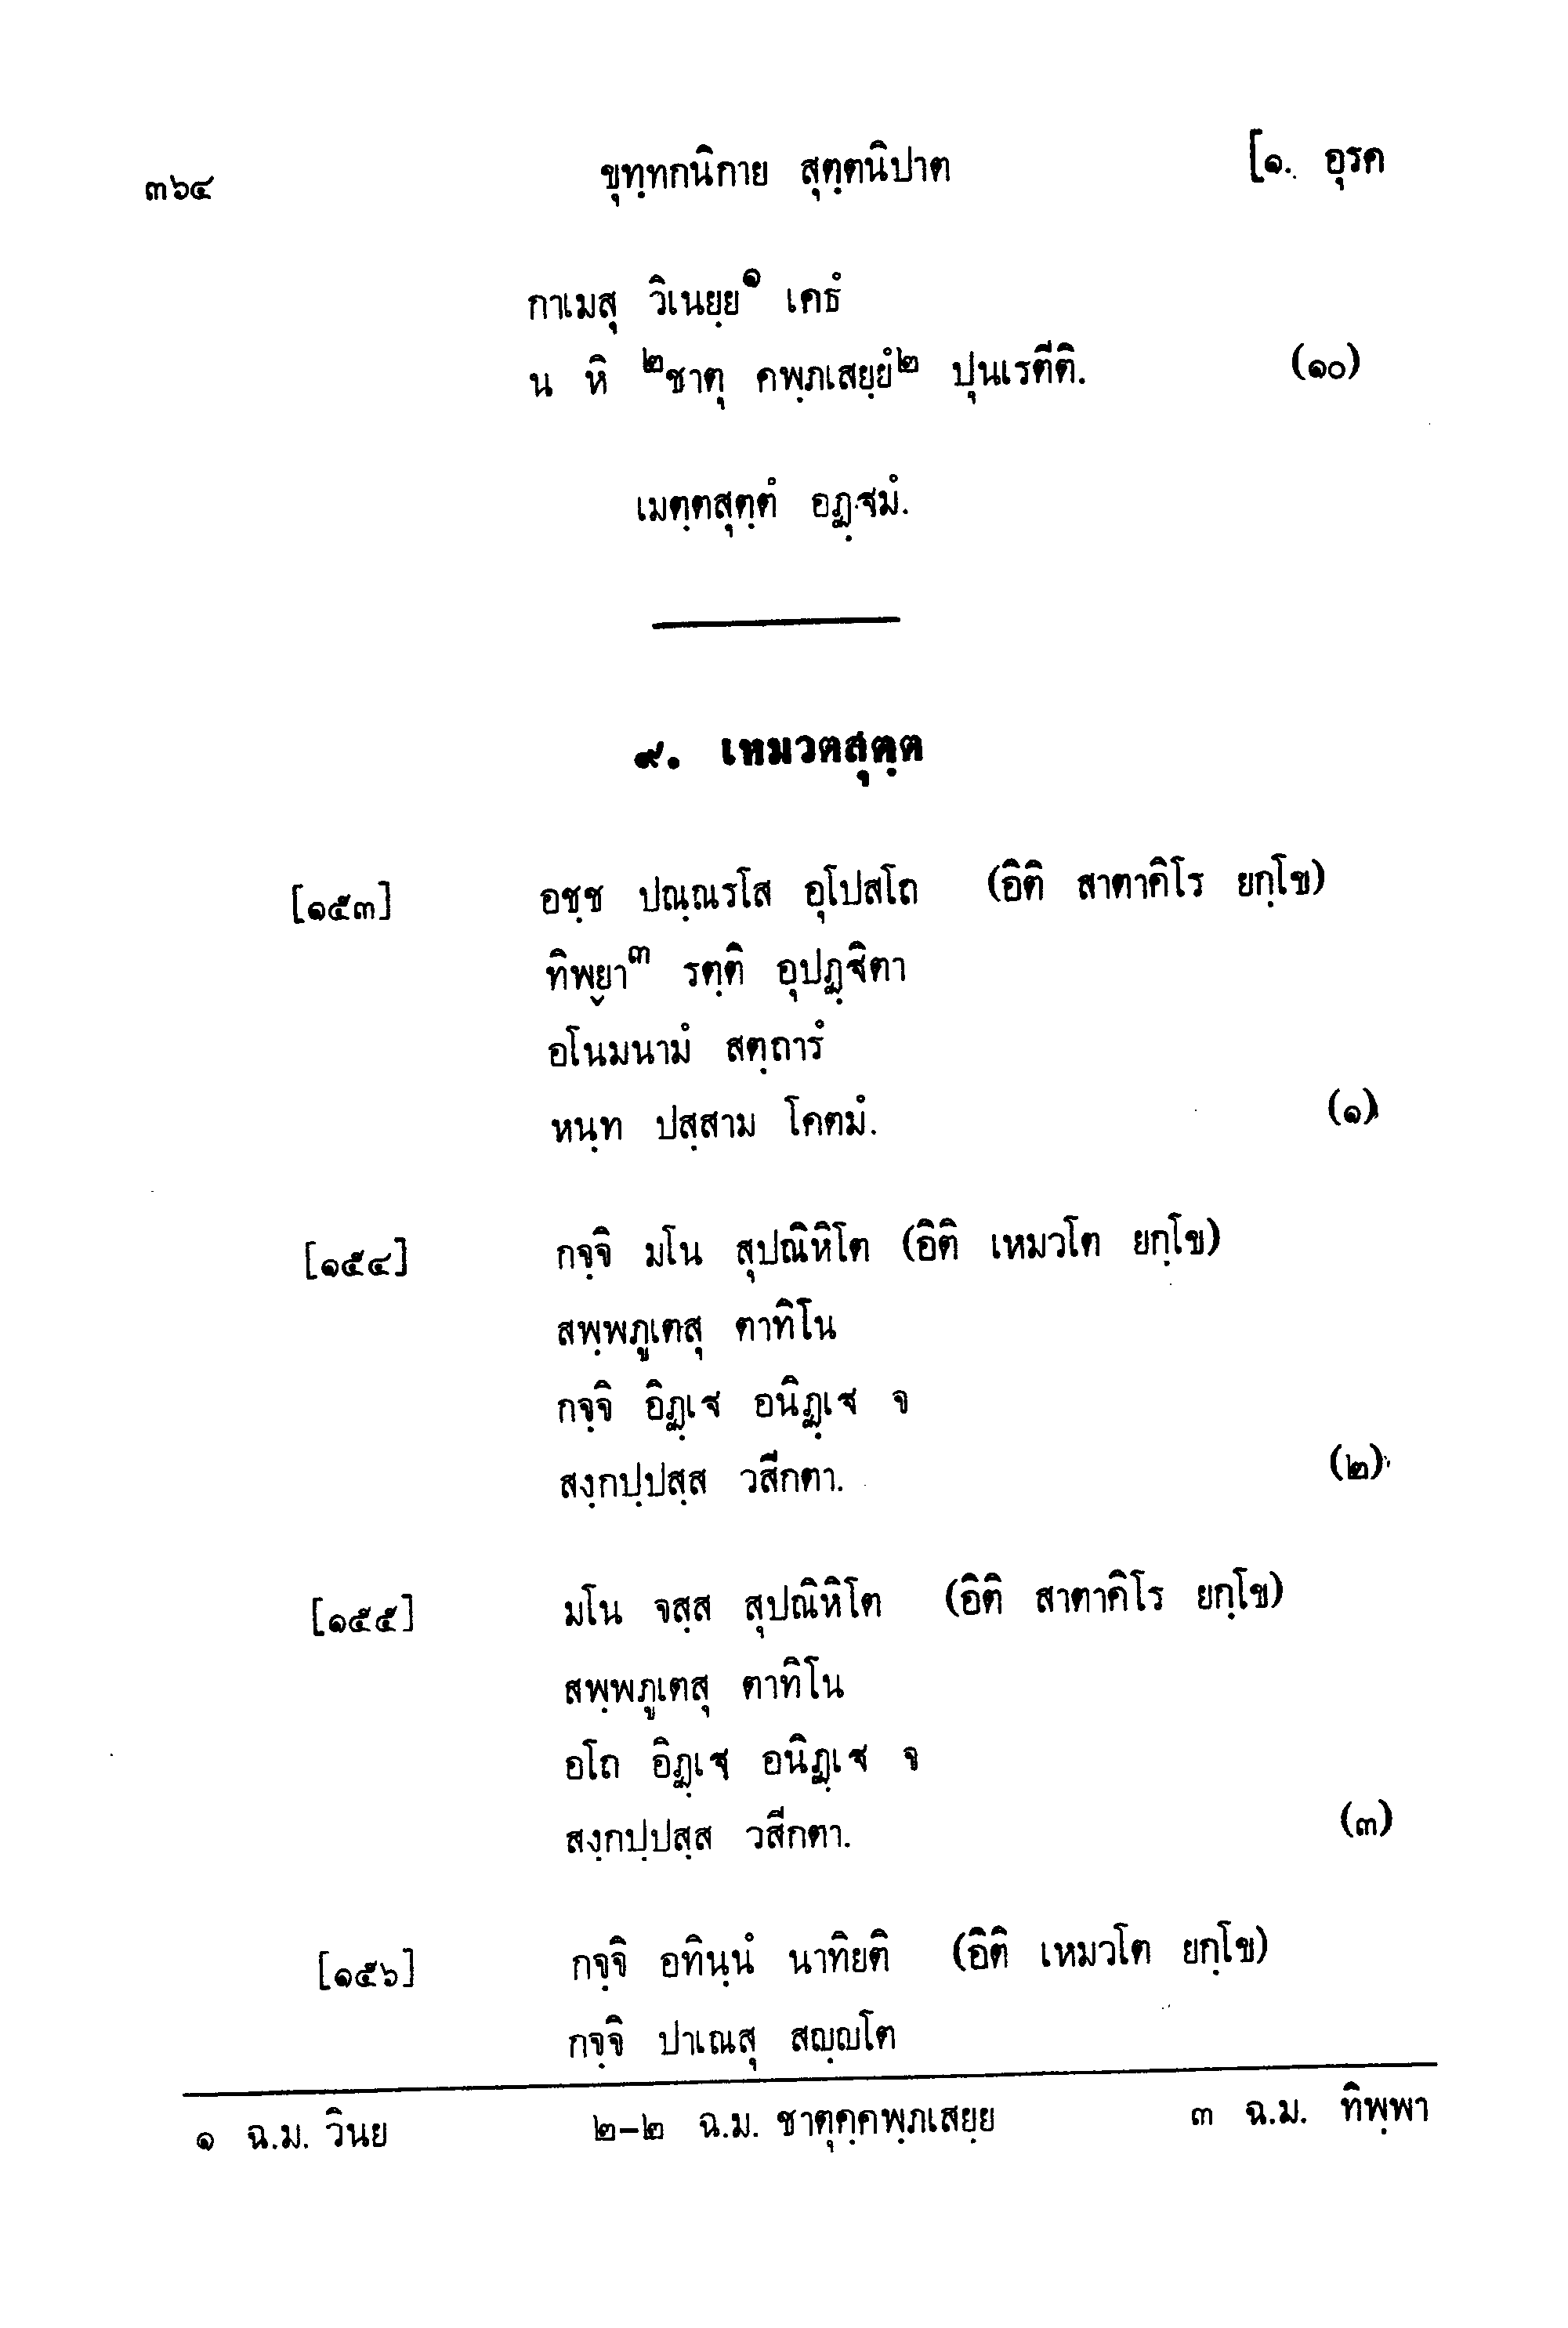 ๓๖๔ ขุทฺทกนิกาย สุตฺตนิปาต [๑. อุรค
กาเมสุ วิเนยฺย๑ เคธํ
น หิ ๒ชาตุ คพฺภเสยฺยํ๒ ปุนเรตีติ. (๑๐)
เมตฺตสุตฺตํ อฏฺฐมํ.
๙. เหมวตสุตฺต
[๑๕๓] อชฺช ปณฺณรโส อุโปสโถ (อิติ สาตาคิโร ยกฺโข)
ทิพฺยา๓ รตฺติ อุปฏฺฐิตา
อโนมนามํ สตฺถารํ
หนฺท ปสฺสาม โคตมํ. (๑)
[๑๕๔] กจฺจิ มโน สุปณิหิโต (อิติ เหมวโต ยกฺโข)
สพฺพภูเตสุ ตาทิโน
กจฺจิ อิฏฺเฐ อนิฏฺเฐ จ
สงฺกปฺปสฺส วสีกตา. (๒)
[๑๕๕] มโน จสฺส สุปณิหิโต (อิติ สาตาคิโร ยกฺโข)
สพฺพภูเตสุ ตาทิโน
อโถ อิฏฺเฐ อนิฏฺเฐ จ
สงฺกปฺปสฺส วสีกตา. (๓)
[๑๕๖] กจฺจิ อทินฺนํ นาทิยติ (อิติ เหมวโต ยกฺโข)
กจฺจิ ปาเณสุ สญฺญโต
๑ ฉ.ม. วินย ๒–๒ ฉ.ม. ชาตุคฺคพฺภเสยฺย ๓ ฉ.ม. ทิพฺพา